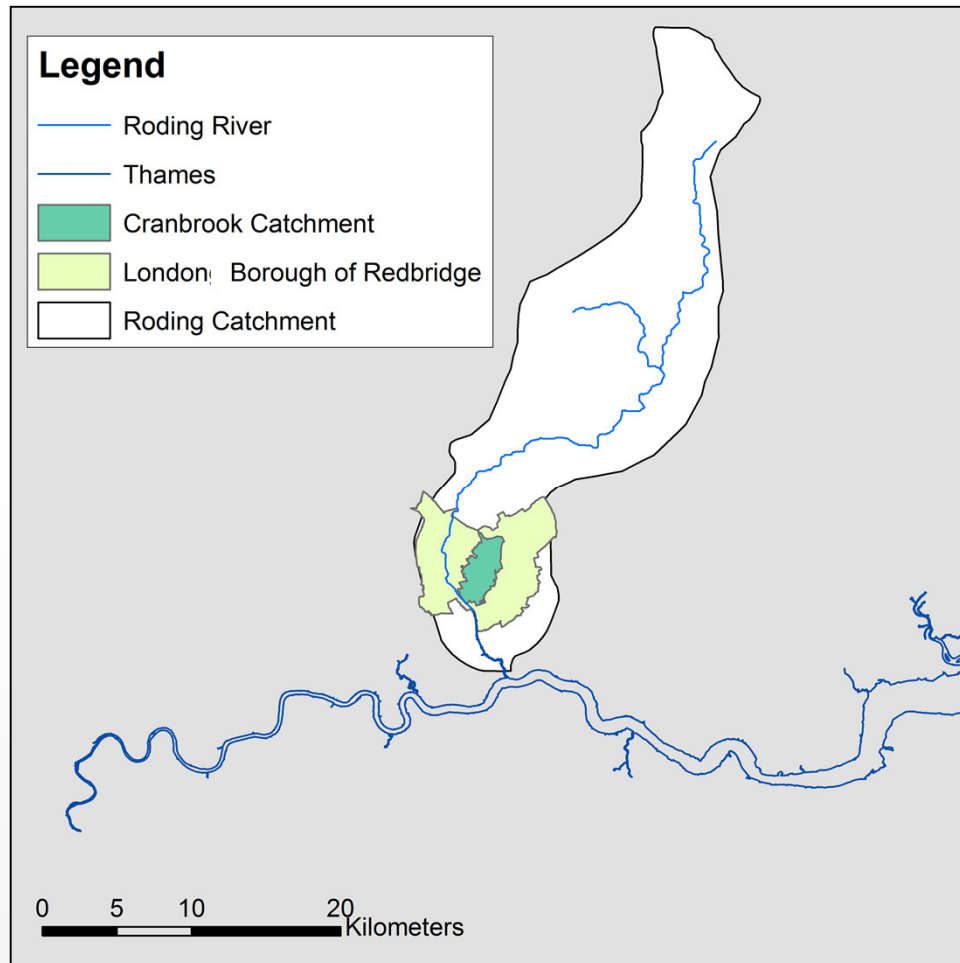 Legend
Roding River
Thames
Cranbrook Catchment
London Borough of Redbridge
Roding Catchment
0 5 10 20
Kilometers